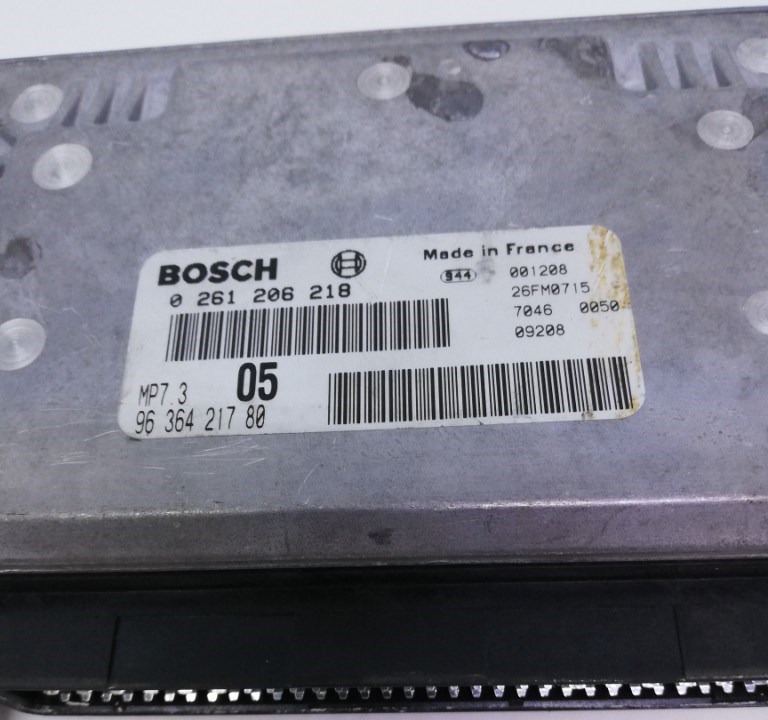 BOSCH
0 261 206 218
Made in France
944 001208
26FM0715
7046 0050
09208
MP7.3 05
96 364 217 80